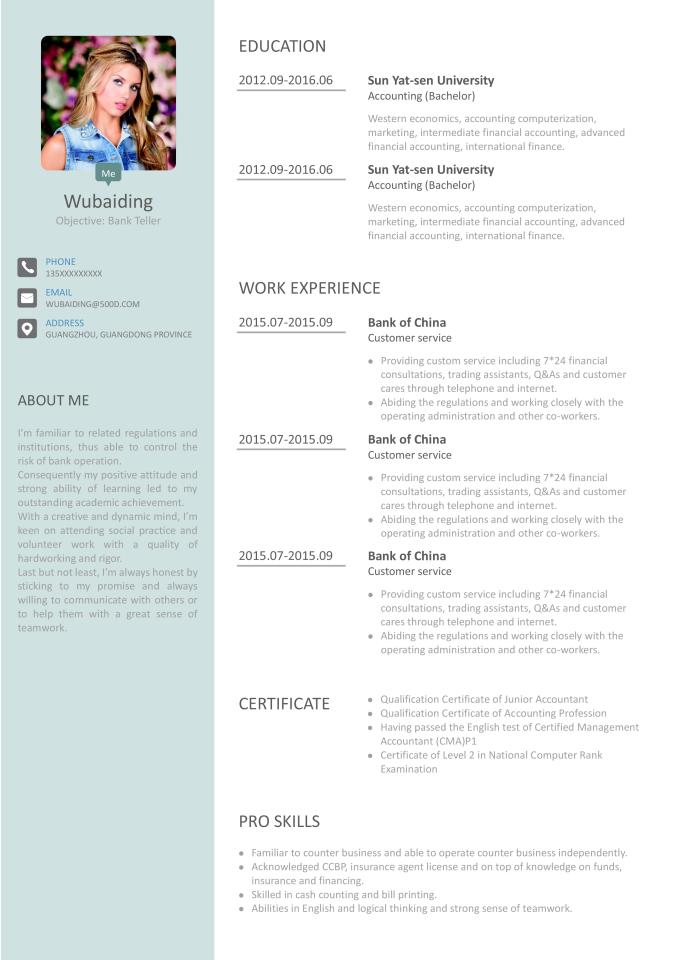 Me
Wubaiding
Objective: Bank Teller
PHONE
135XXXXXXXXX
EMAIL
WUBAIDING@500D.COM
ADDRESS
GUANGZHOU, GUANGDONG PROVINCE
ABOUT ME
I'm familiar to related regulations and
institutions, thus able to control the
risk of bank operation.
Consequently my positive attitude and
strong ability of learning led to my
outstanding academic achievement.
With a creative and dynamic mind, I'm
keen on attending social practice and
volunteer work with a quality of
hardworking and rigor.
Last but not least, I'm always honest by
sticking to my promise and always
willing to communicate with others or
to help them with a great sense of
teamwork.
EDUCATION
2012.09-2016.06
Sun Yat-sen University
Accounting (Bachelor)
Western economics, accounting computerization,
marketing, intermediate financial accounting, advanced
financial accounting, international finance.
2012.09-2016.06
Sun Yat-sen University
Accounting (Bachelor)
Western economics, accounting computerization,
marketing, intermediate financial accounting, advanced
financial accounting, international finance.
WORK EXPERIENCE
2015.07-2015.09
Bank of China
Customer service
● Providing custom service including 7*24 financial
consultations, trading assistants, Q&As and customer
cares through telephone and internet.
● Abiding the regulations and working closely with the
operating administration and other co-workers.
2015.07-2015.09
Bank of China
Customer service
● Providing custom service including 7*24 financial
consultations, trading assistants, Q&As and customer
cares through telephone and internet.
● Abiding the regulations and working closely with the
operating administration and other co-workers.
2015.07-2015.09
Bank of China
Customer service
● Providing custom service including 7*24 financial
consultations, trading assistants, Q&As and customer
cares through telephone and internet.
● Abiding the regulations and working closely with the
operating administration and other co-workers.
CERTIFICATE
● Qualification Certificate of Junior Accountant
● Qualification Certificate of Accounting Profession
● Having passed the English test of Certified Management
Accountant (CMA)P1
● Certificate of Level 2 in National Computer Rank
Examination
PRO SKILLS
● Familiar to counter business and able to operate counter business independently.
● Acknowledged CCBP, insurance agent license and on top of knowledge on funds,
insurance and financing.
● Skilled in cash counting and bill printing.
● Abilities in English and logical thinking and strong sense of teamwork.